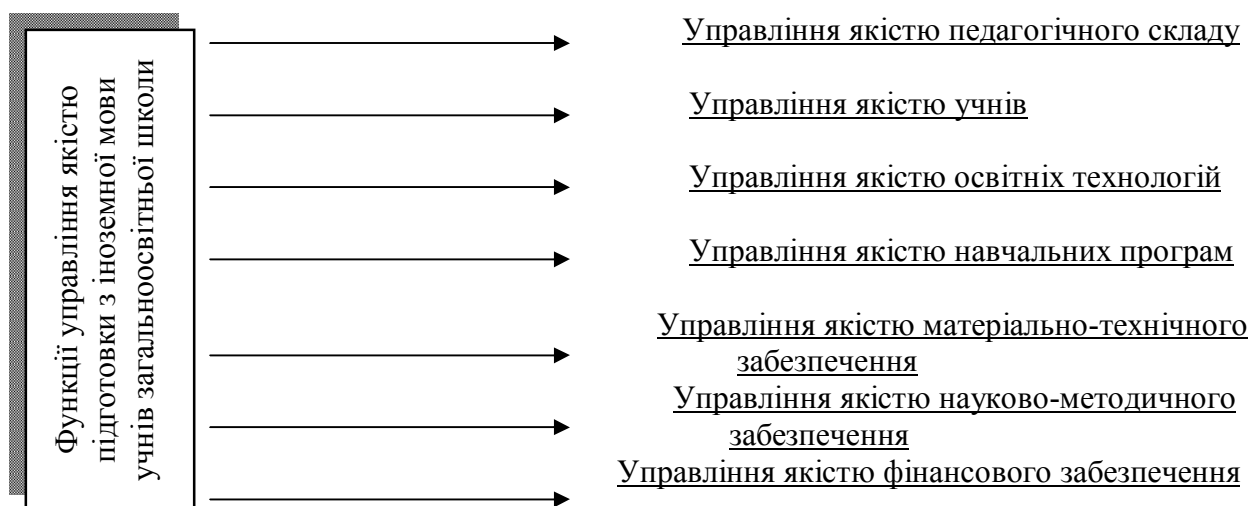 Функції управління якістю
підготовки з іноземної мови
учнів загальноосвітньої школи
Управління якістю педагогічного складу
Управління якістю учнів
Управління якістю освітніх технологій
Управління якістю навчальних програм
Управління якістю матеріально-технічного
забезпечення
Управління якістю науково-методичного
забезпечення
Управління якістю фінансового забезпечення